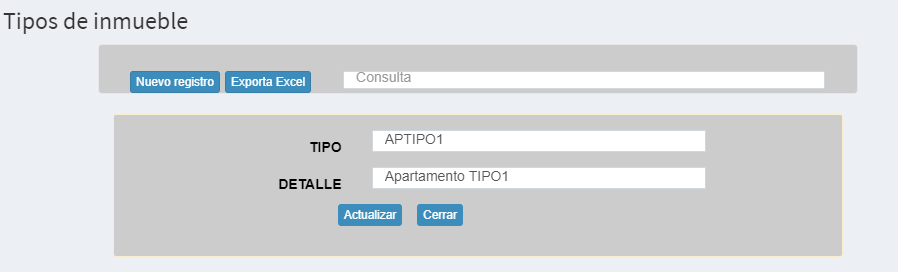 Tipos de inmueble
Nuevo registro Exporta Excel Consulta
TIPO APTIPO1
DETALLE Apartamento TIPO1
Actualizar Cerrar